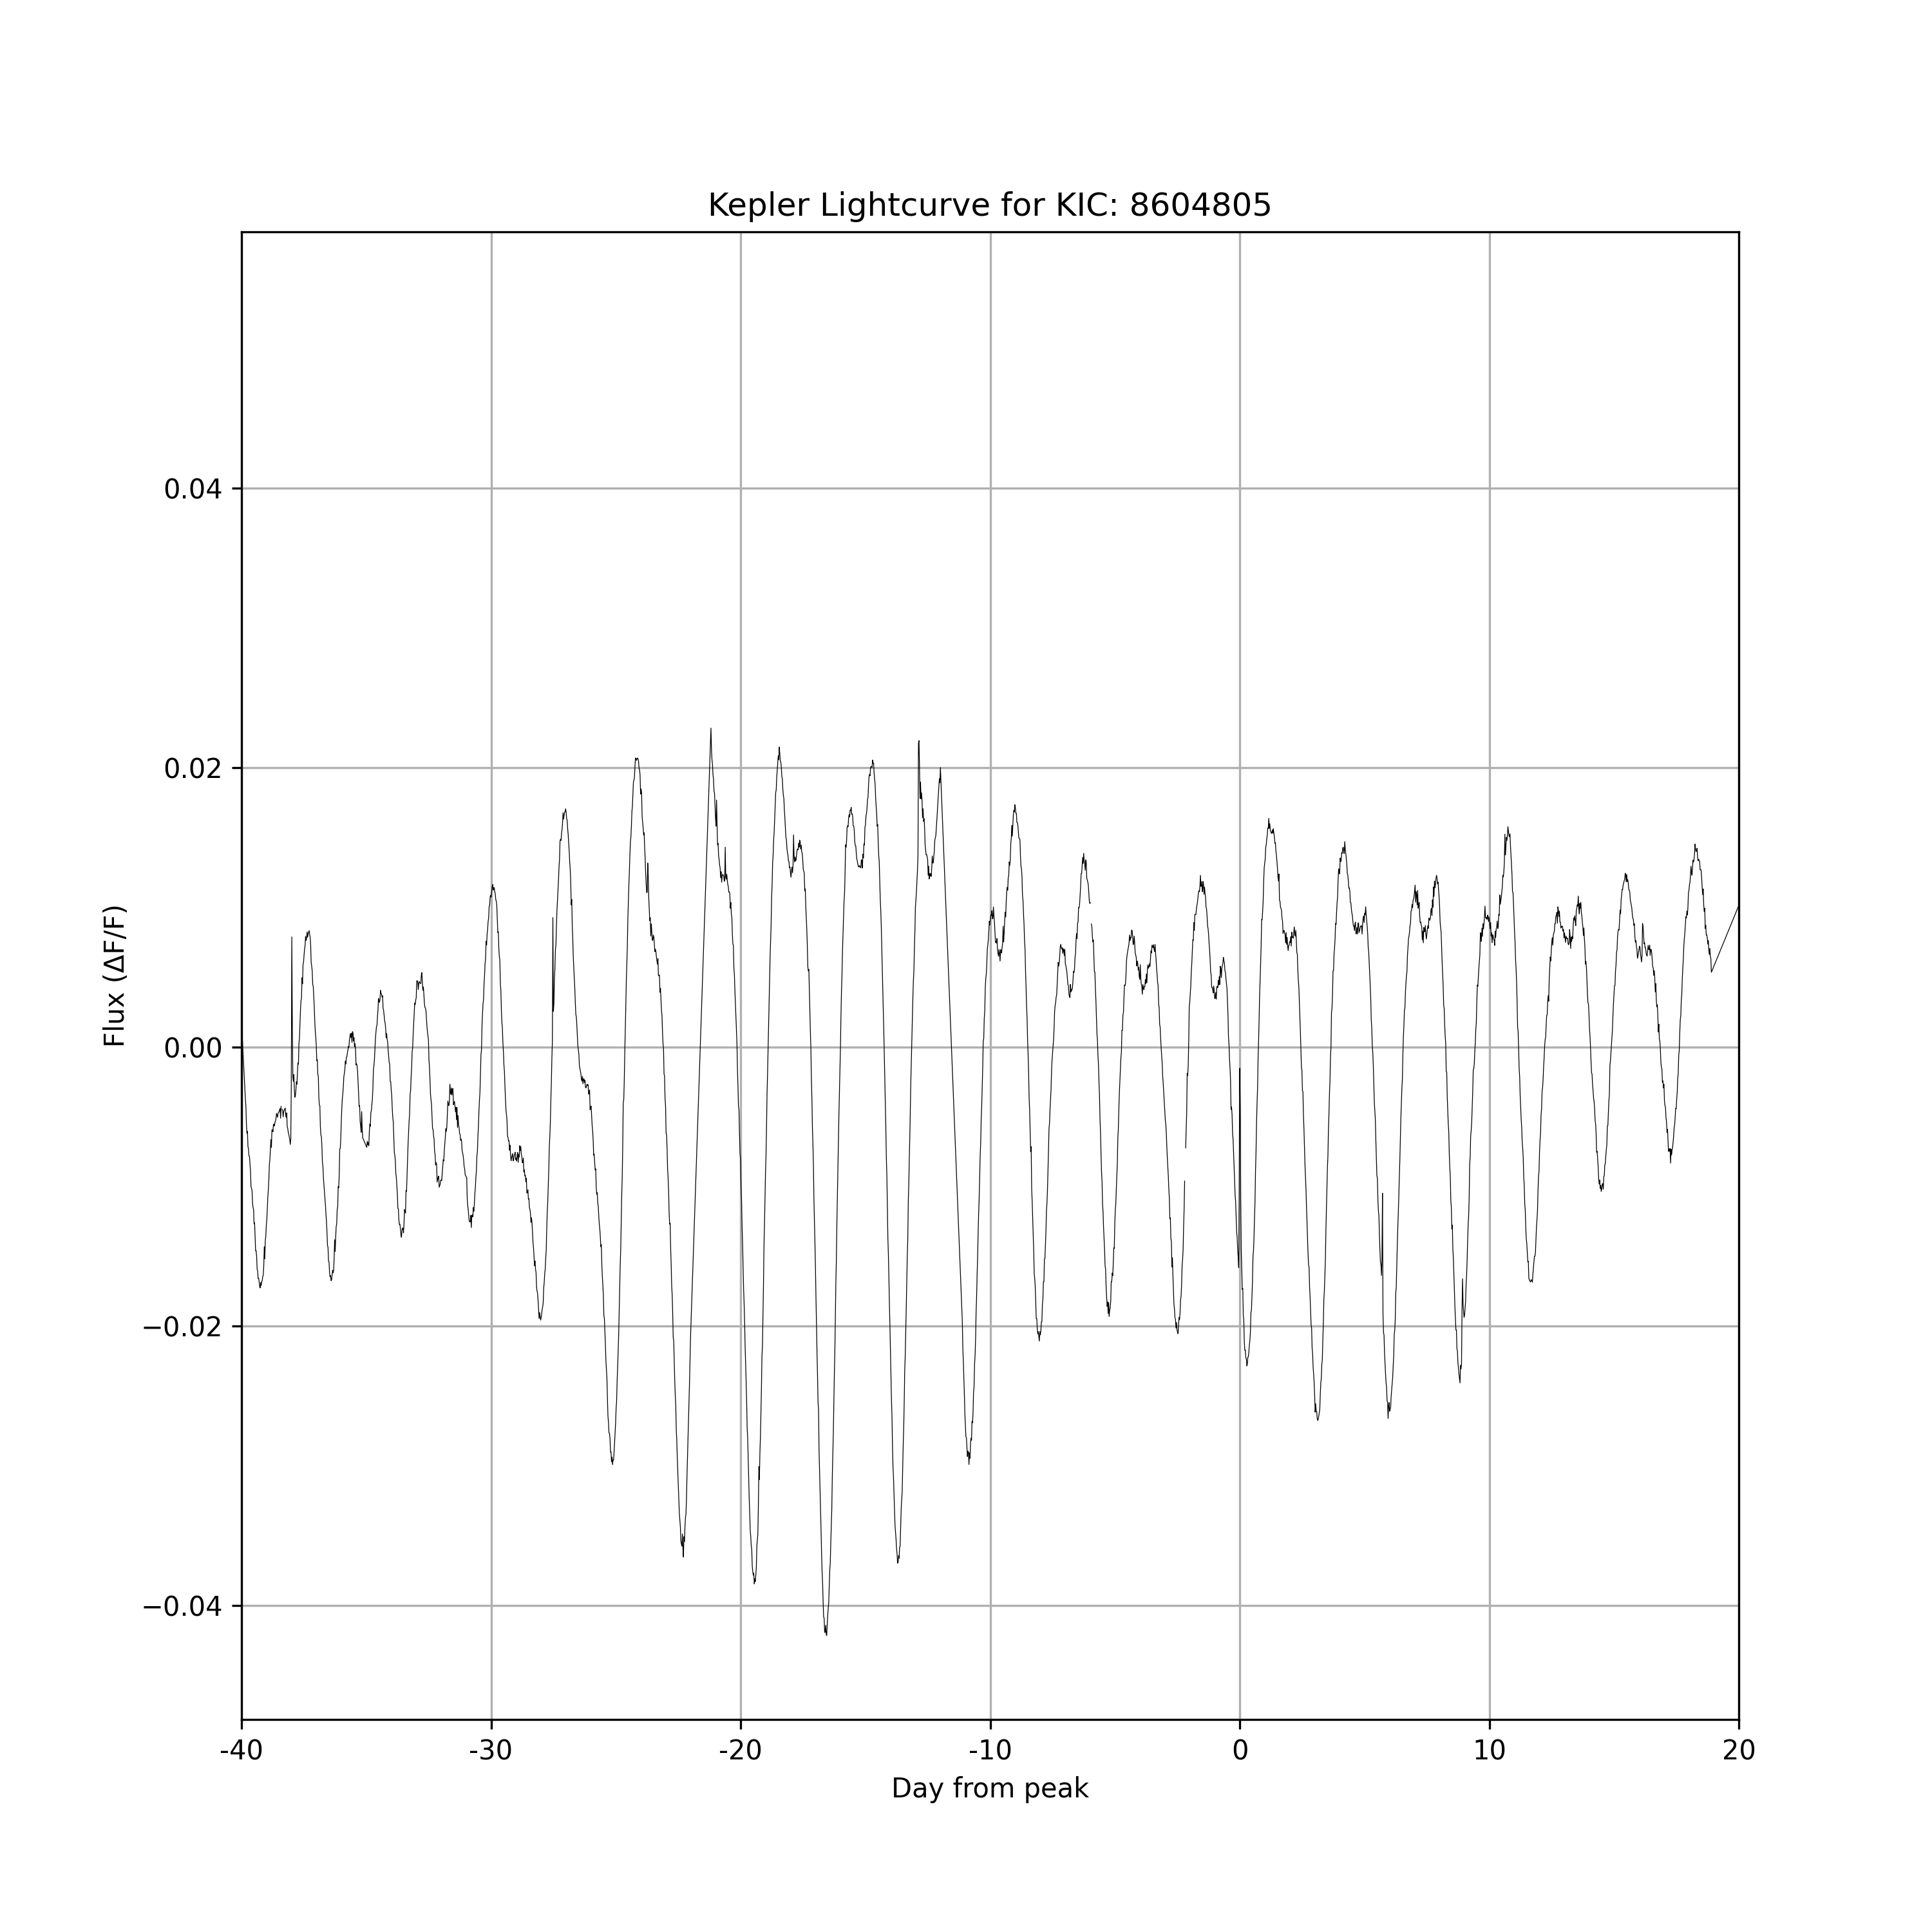 Kepler Lightcurve for KIC: 8604805
Flux (ΔF/F)
0.04
0.02
0.00
−0.02
−0.04
-40 -30 -20 -10 0 10 20
Day from peak